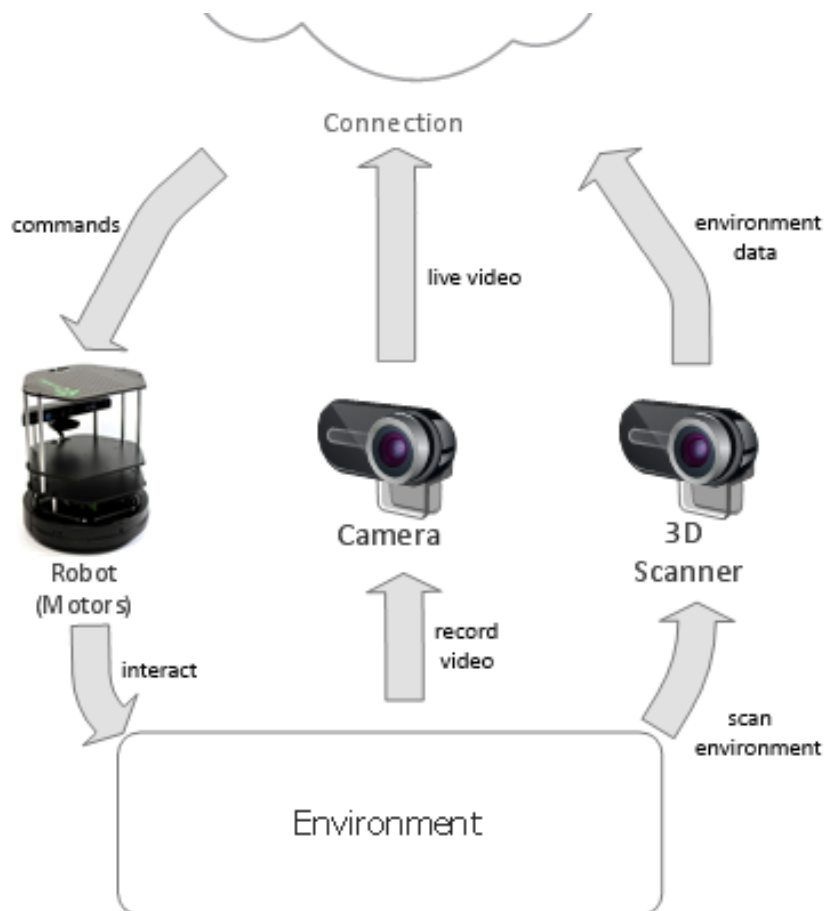 Connection
commands
environment
data
live video
Camera
3D
Scanner
Robot
(Motors)
record
video
interact
scan
environment
Environment